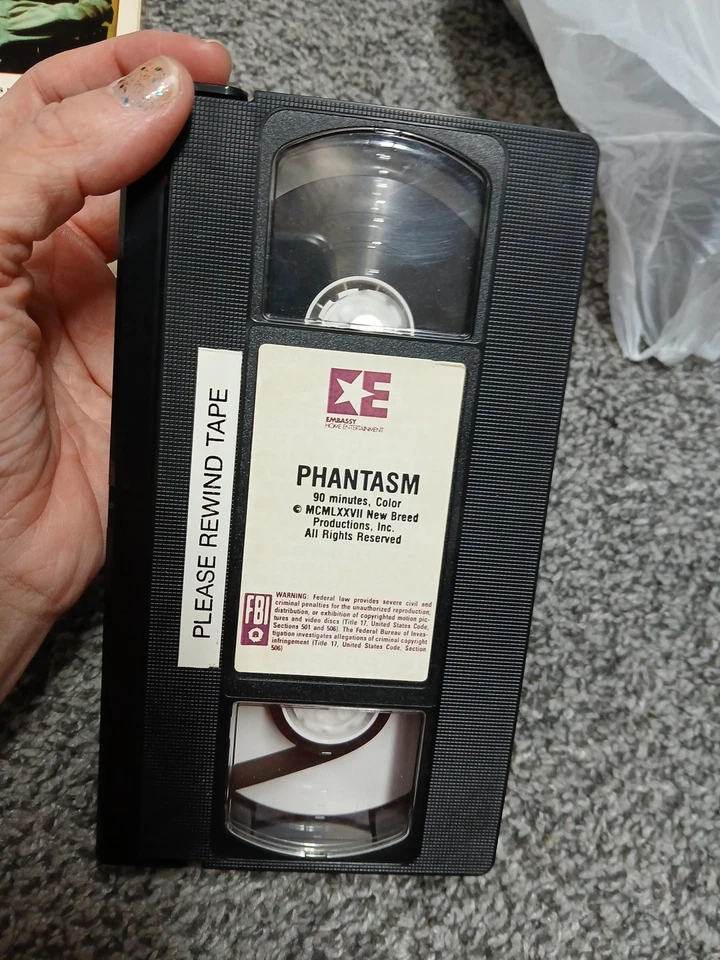 EMBASSY
HOME ENTERTAINMENT
PHANTASM
90 minutes, Color
© MCMLXXVII New Breed
Productions, Inc.
All Rights Reserved
PLEASE REWIND TAPE
FBI
WARNING: Federal law provides severe civil and
criminal penalties for the unauthorized reproduction,
distribution, or exhibition of copyrighted motion pic-
tures and video discs (Title 17, United States Code,
Sections 501 and 506). The Federal Bureau of Inves-
tigation investigates allegations of criminal copyright
infringement (Title 17, United States Code, Section
506)